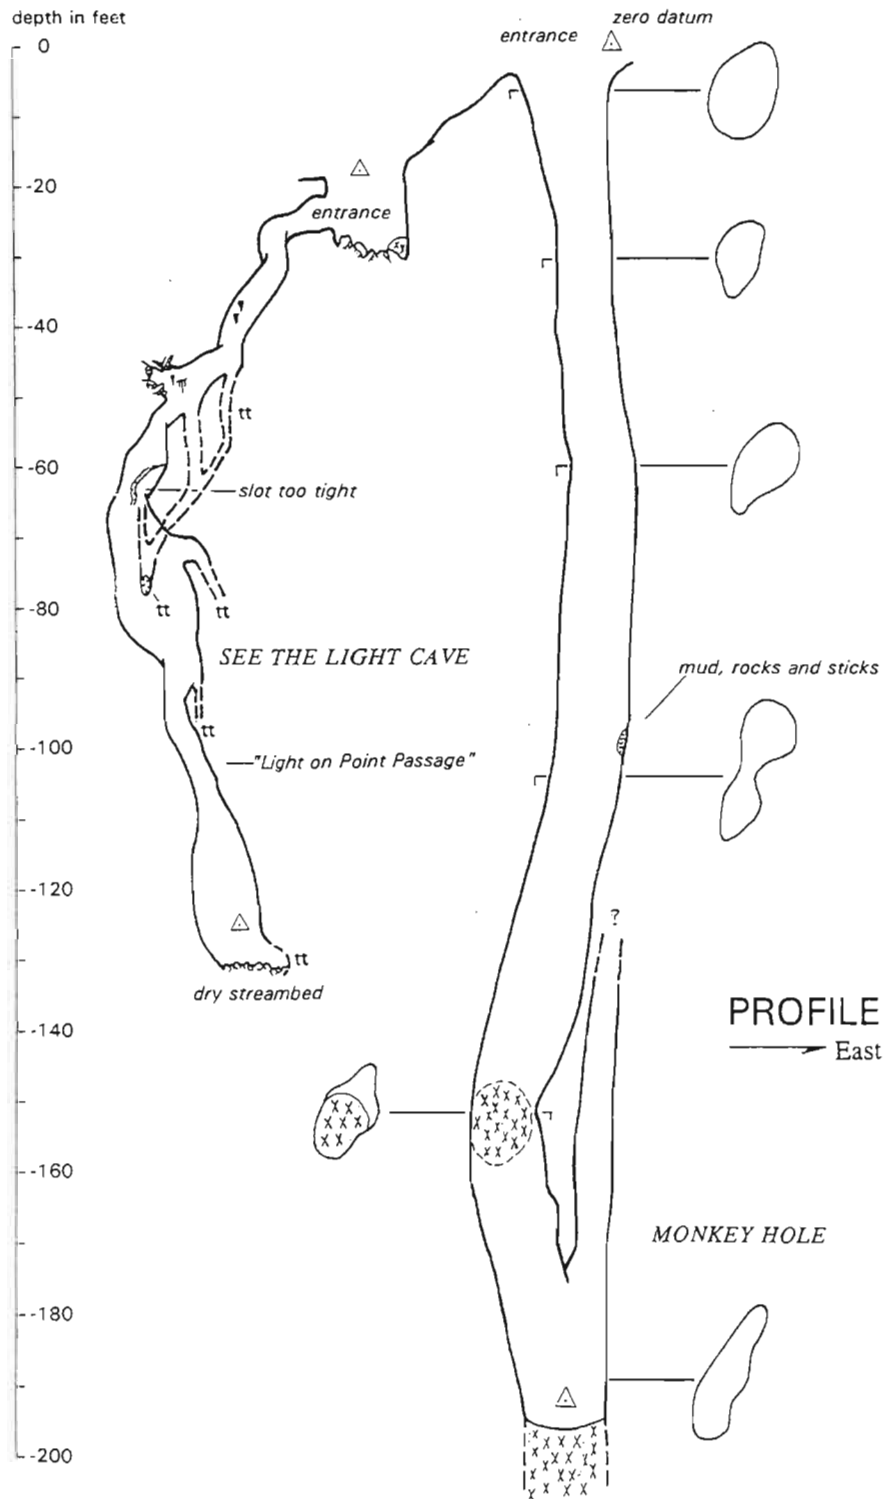 depth in feet
zero datum
entrance
0
-20
entrance
-40
tt
-60
slot too tight
tt
tt
-80
SEE THE LIGHT CAVE
mud, rocks and sticks
tt
-100
"Light on Point Passage"
-120
?
tt
dry streambed
PROFILE
-140
East
-160
MONKEY HOLE
-180
-200